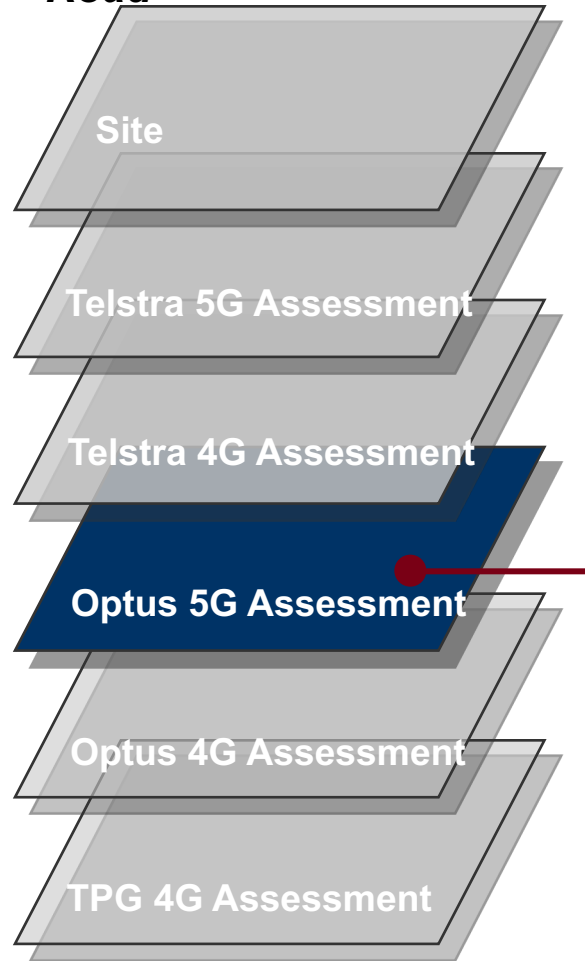 Site
Telstra 5G Assessment
Telstra 4G Assessment
Optus 5G Assessment
Optus 4G Assessment
TPG 4G Assessment